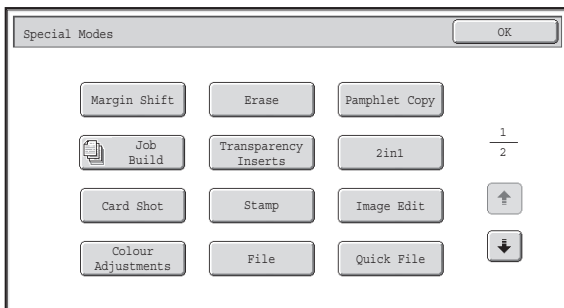 Special Modes
OK
Margin Shift
Erase
Pamphlet Copy
Job
Build
Transparency
Inserts
2in1
1
2
Card Shot
Stamp
Image Edit
Colour
Adjustments
File
Quick File